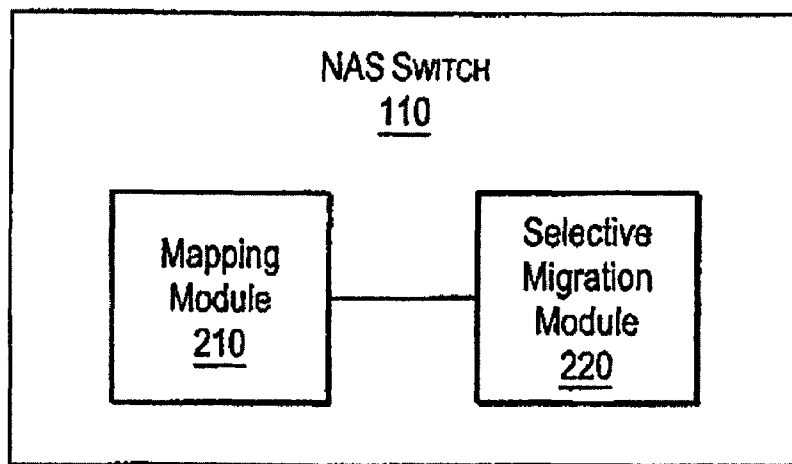 NAS SWITCH
110
Mapping
Module
210
Selective
Migration
Module
220